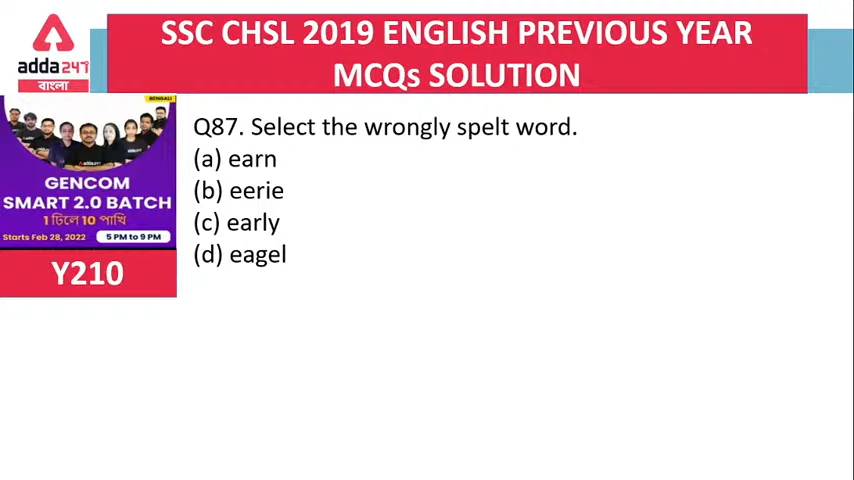 SSC CHSL 2019 ENGLISH PREVIOUS YEAR
MCQs SOLUTION
adda247
বাংলা
BENGALI
GENCOM
SMART 2.0 BATCH
1 ঢিলে 10 পাখি
Starts Feb 28, 2022
5 PM to 9 PM
Y210
Q87. Select the wrongly spelt word.
(a) earn
(b) eerie
(c) early
(d) eagel